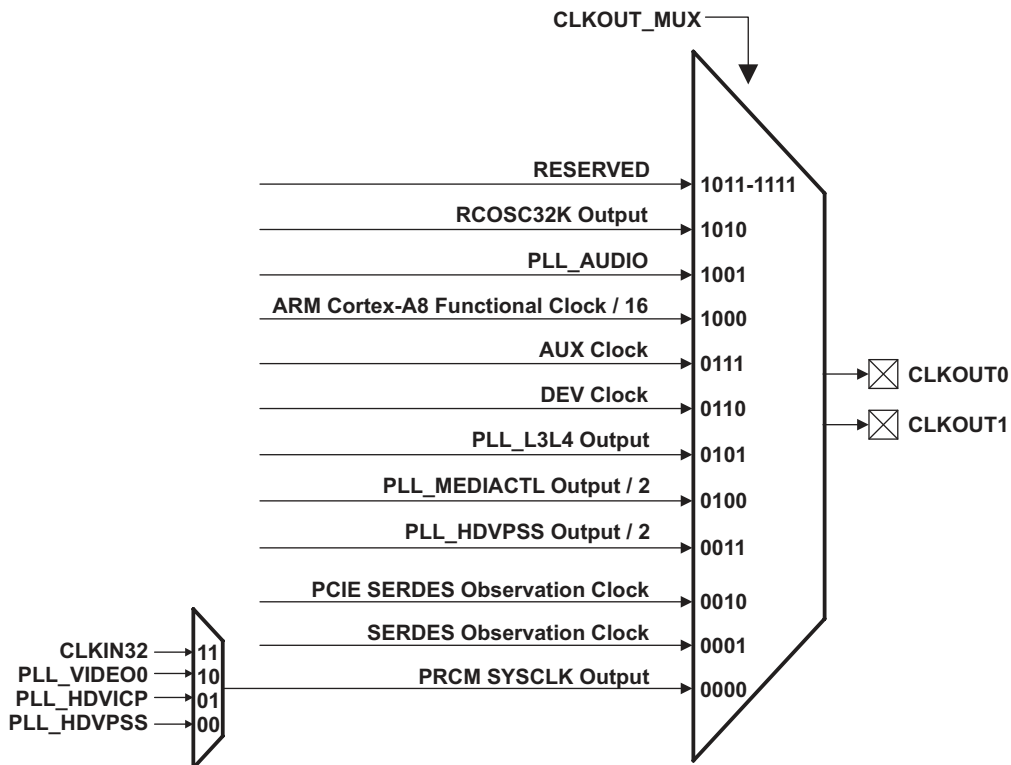 CLKOUT_MUX
RESERVED
1011-1111
RCOSC32K Output
1010
PLL_AUDIO
1001
ARM Cortex-A8 Functional Clock / 16
1000
AUX Clock
0111
CLKOUT0
DEV Clock
0110
CLKOUT1
PLL_L3L4 Output
0101
PLL_MEDIACTL Output / 2
0100
PLL_HDVPSS Output / 2
0011
PCIE SERDES Observation Clock
0010
SERDES Observation Clock
0001
CLKIN32
11
PLL_VIDEO0
10
PRCM SYSCLK Output
0000
PLL_HDVICP
01
PLL_HDVPSS
00